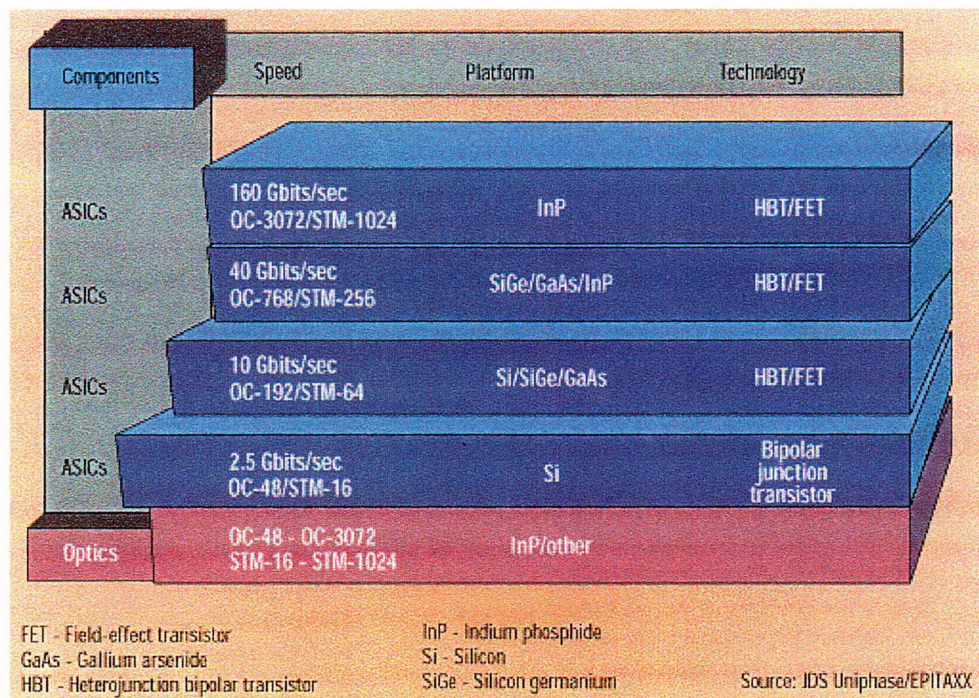 Components Speed Platform Technology
ASICs 160 Gbits/sec InP HBT/FET
OC-3072/STM-1024
ASICs 40 Gbits/sec SiGe/GaAs/InP HBT/FET
OC-768/STM-256
ASICs 10 Gbits/sec Si/SiGe/GaAs HBT/FET
OC-192/STM-64
ASICs 2.5 Gbits/sec Si Bipolar
OC-48/STM-16 junction
transistor
Optics OC-48 - OC-3072 InP/other
STM-16 - STM-1024
FET - Field-effect transistor
GaAs - Gallium arsenide
HBT - Heterojunction bipolar transistor
InP - Indium phosphide
Si - Silicon
SiGe - Silicon germanium
Source: JDS Uniphase/EPITAXX